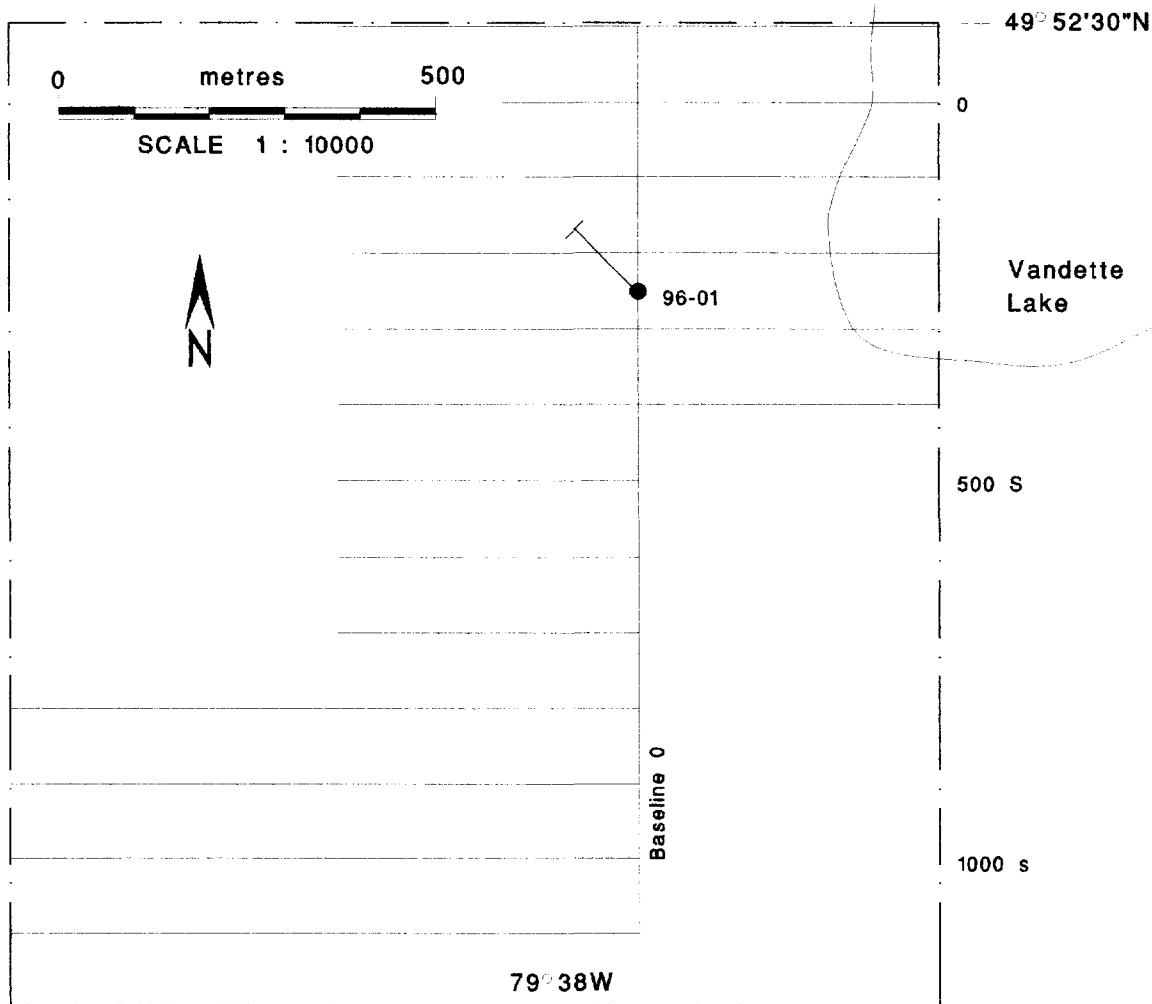 49° 52'30"N
0 metres 500
SCALE 1 : 10000
0
N
96-01
Vandette
Lake
500 S
Baseline 0
1000 s
79° 38W